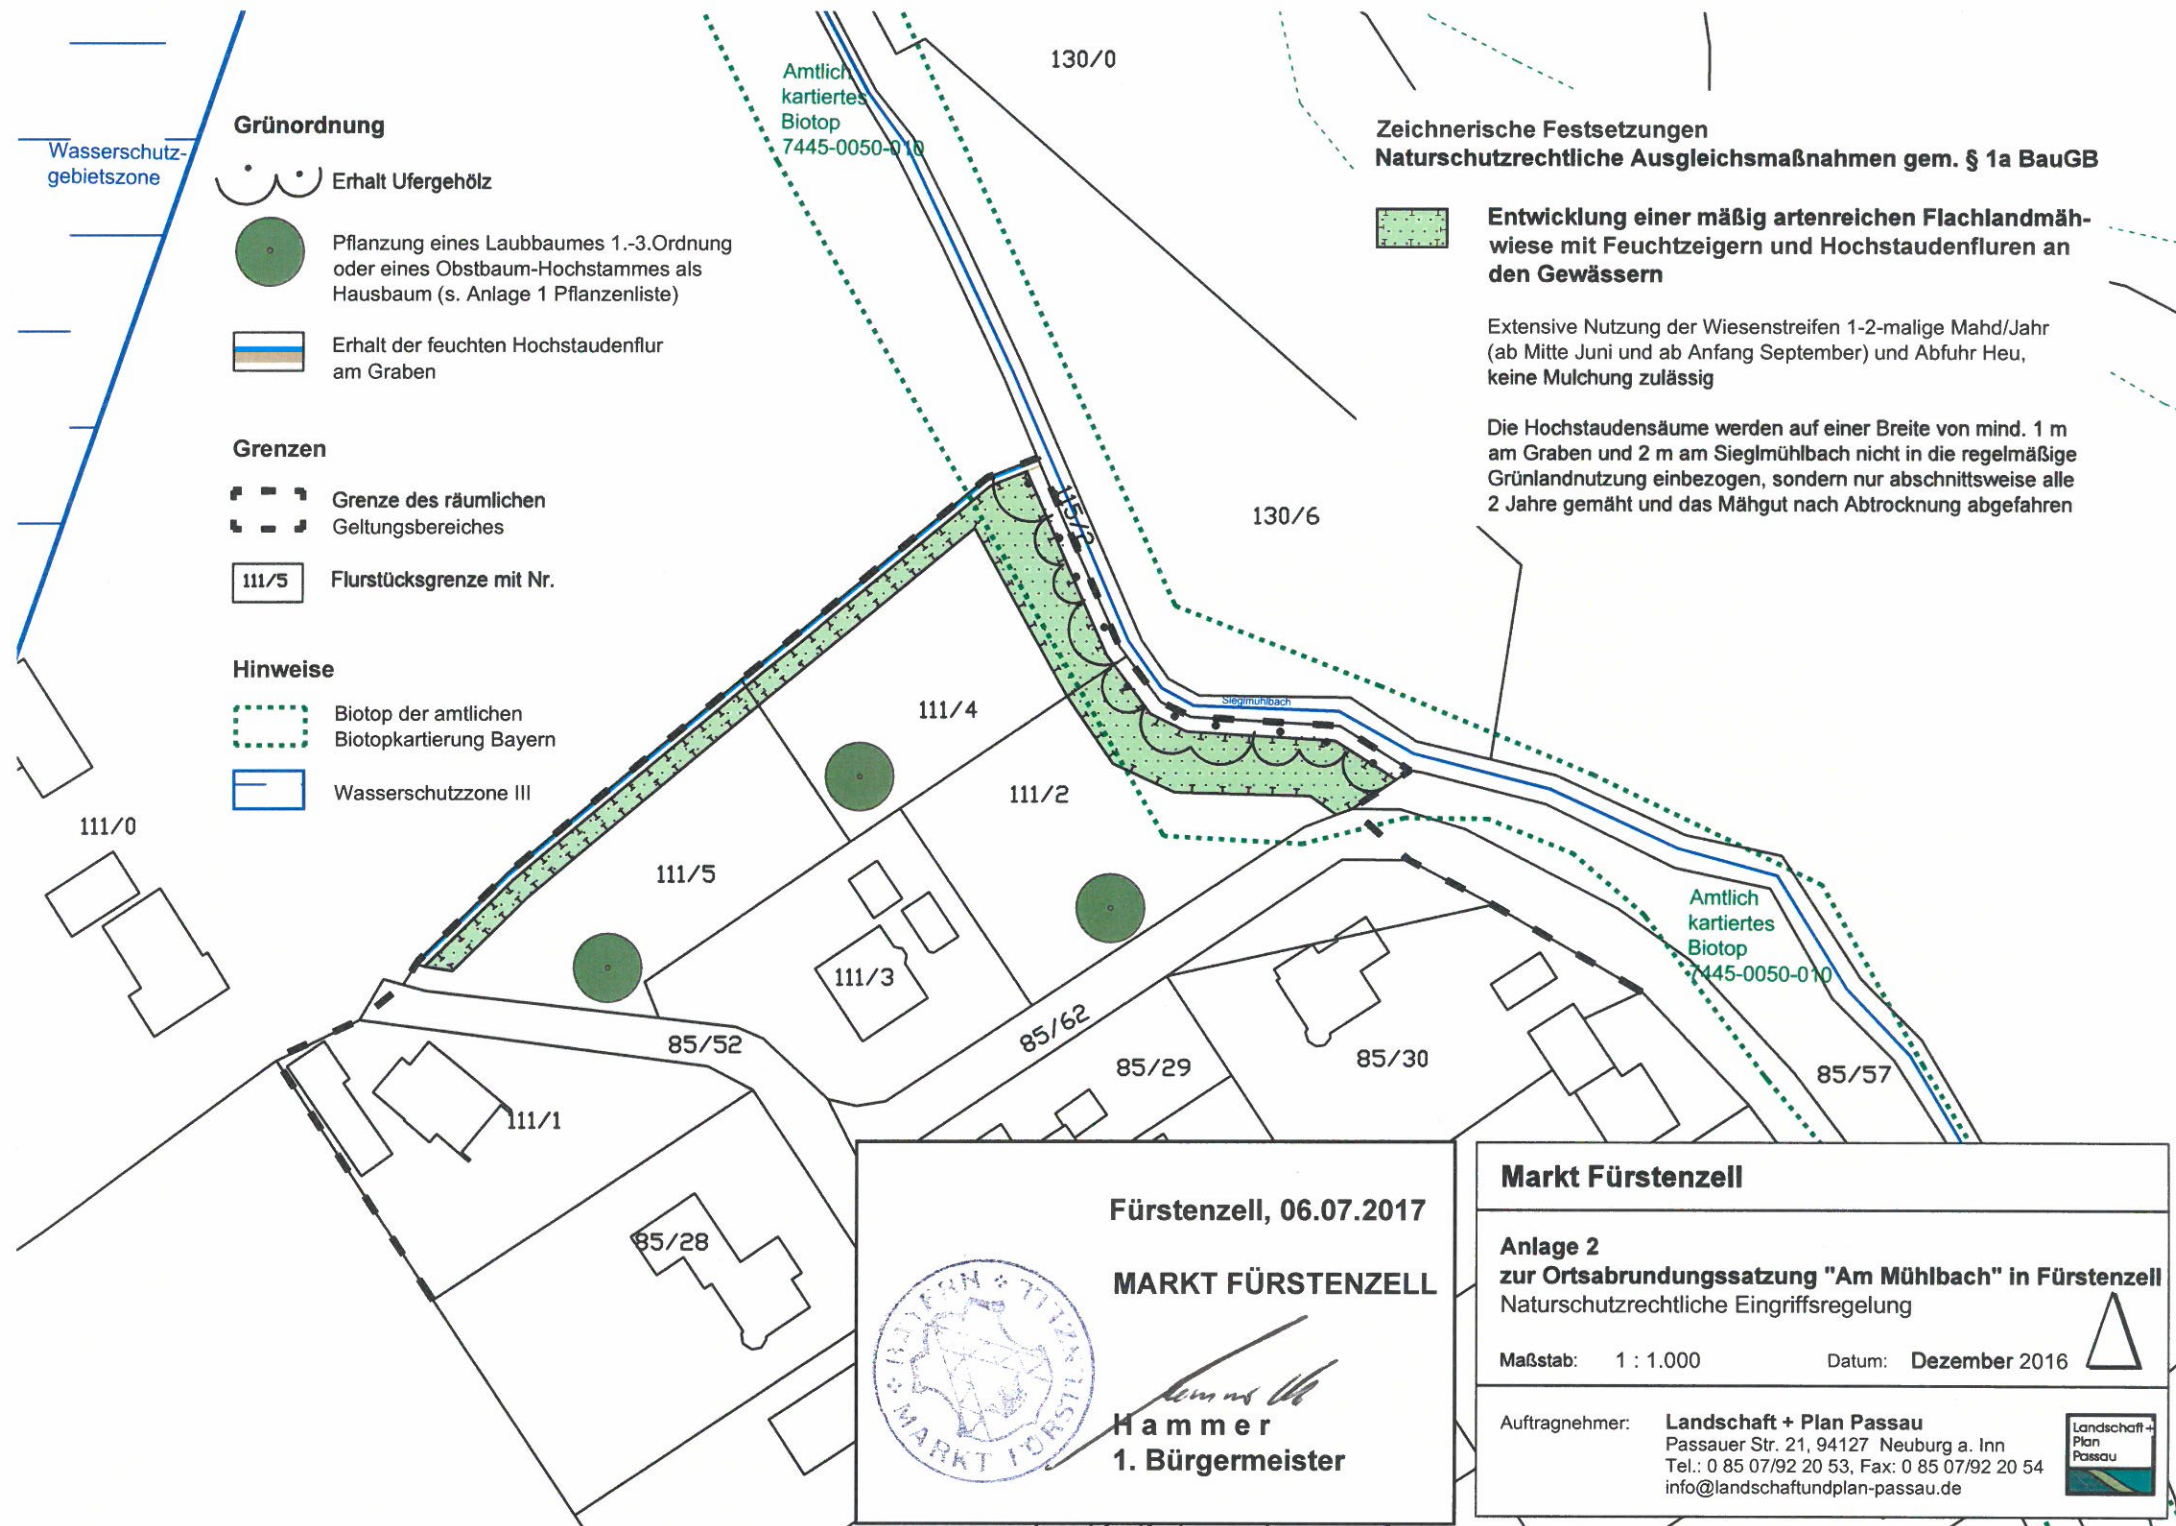 Amtlich
kartiertes
Biotop
7445-0050-010
130/0
Wasserschutz-
gebietszone
Grünordnung
Erhalt Ufergehölz
Pflanzung eines Laubbaumes 1.-3.Ordnung
oder eines Obstbaum-Hochstammes als
Hausbaum (s. Anlage 1 Pflanzenliste)
Erhalt der feuchten Hochstaudenflur
am Graben
Grenzen
Grenze des räumlichen
Geltungsbereiches
111/5
Flurstücksgrenze mit Nr.
Hinweise
Biotop der amtlichen
Biotopkartierung Bayern
Wasserschutzzone III
Zeichnerische Festsetzungen
Naturschutzrechtliche Ausgleichsmaßnahmen gem. § 1a BauGB
Entwicklung einer mäßig artenreichen Flachlandmäh-
wiese mit Feuchtzeigern und Hochstaudenfluren an
den Gewässern
Extensive Nutzung der Wiesenstreifen 1-2-malige Mahd/Jahr
(ab Mitte Juni und ab Anfang September) und Abfuhr Heu,
keine Mulchung zulässig
Die Hochstaudensäume werden auf einer Breite von mind. 1 m
am Graben und 2 m am Sieglmühlbach nicht in die regelmäßige
Grünlandnutzung einbezogen, sondern nur abschnittsweise alle
2 Jahre gemäht und das Mähgut nach Abtrocknung abgefahren
130/6
Sieglmühlbach
111/4
111/2
111/0
111/5
111/3
Amtlich
kartiertes
Biotop
7445-0050-010
85/52
85/62
85/29
85/30
85/57
111/1
85/28
Fürstenzell, 06.07.2017
MARKT FÜRSTENZELL
BAYERN
MARKT FÜRSTENZELL
Hammer
1. Bürgermeister
Markt Fürstenzell
Anlage 2
zur Ortsabrundungssatzung "Am Mühlbach" in Fürstenzell
Naturschutzrechtliche Eingriffsregelung
Maßstab: 1 : 1.000 Datum: Dezember 2016
Auftragnehmer: Landschaft + Plan Passau
Passauer Str. 21, 94127 Neuburg a. Inn
Tel.: 0 85 07/92 20 53, Fax: 0 85 07/92 20 54
info@landschaftundplan-passau.de
Landschaft+
Plan
Passau